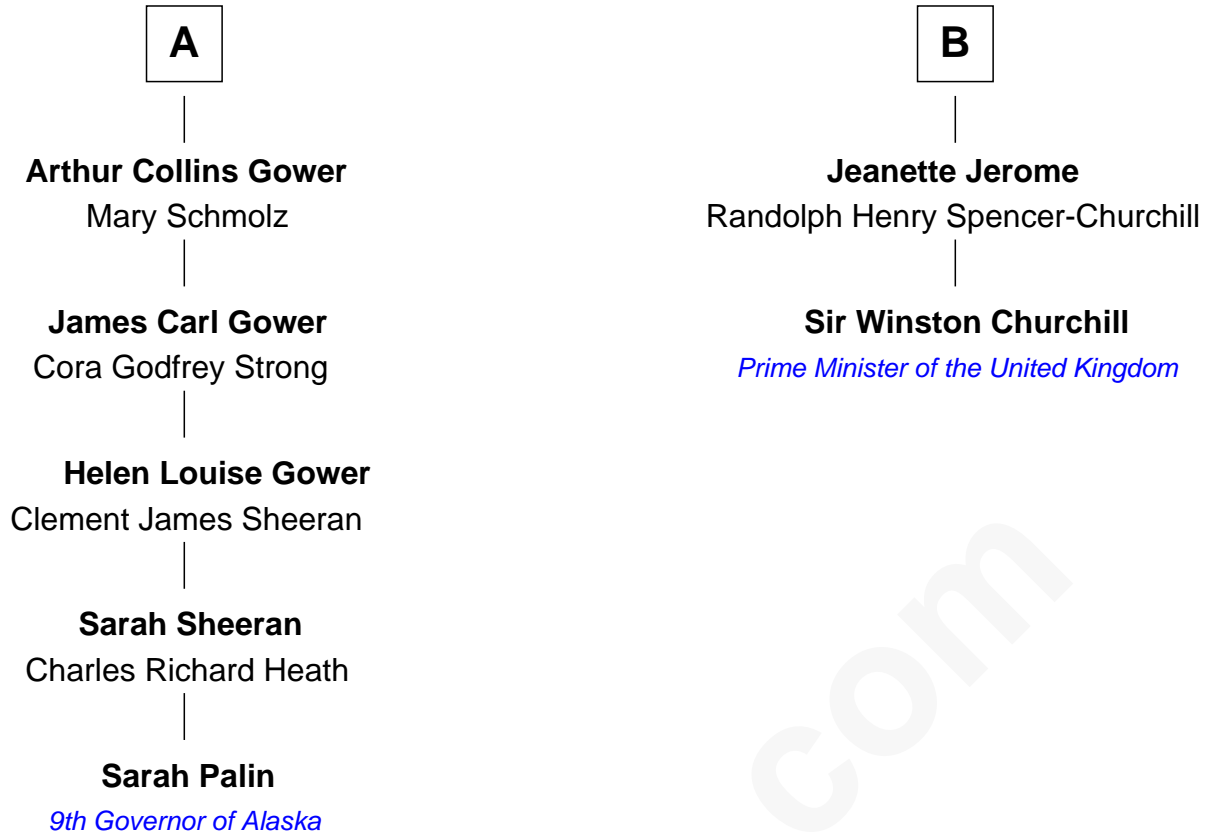 A
Arthur Collins Gower
Mary Schmolz
James Carl Gower
Cora Godfrey Strong
Helen Louise Gower
Clement James Sheeran
Sarah Sheeran
Charles Richard Heath
Sarah Palin
9th Governor of Alaska
B
Jeanette Jerome
Randolph Henry Spencer-Churchill
Sir Winston Churchill
Prime Minister of the United Kingdom
com